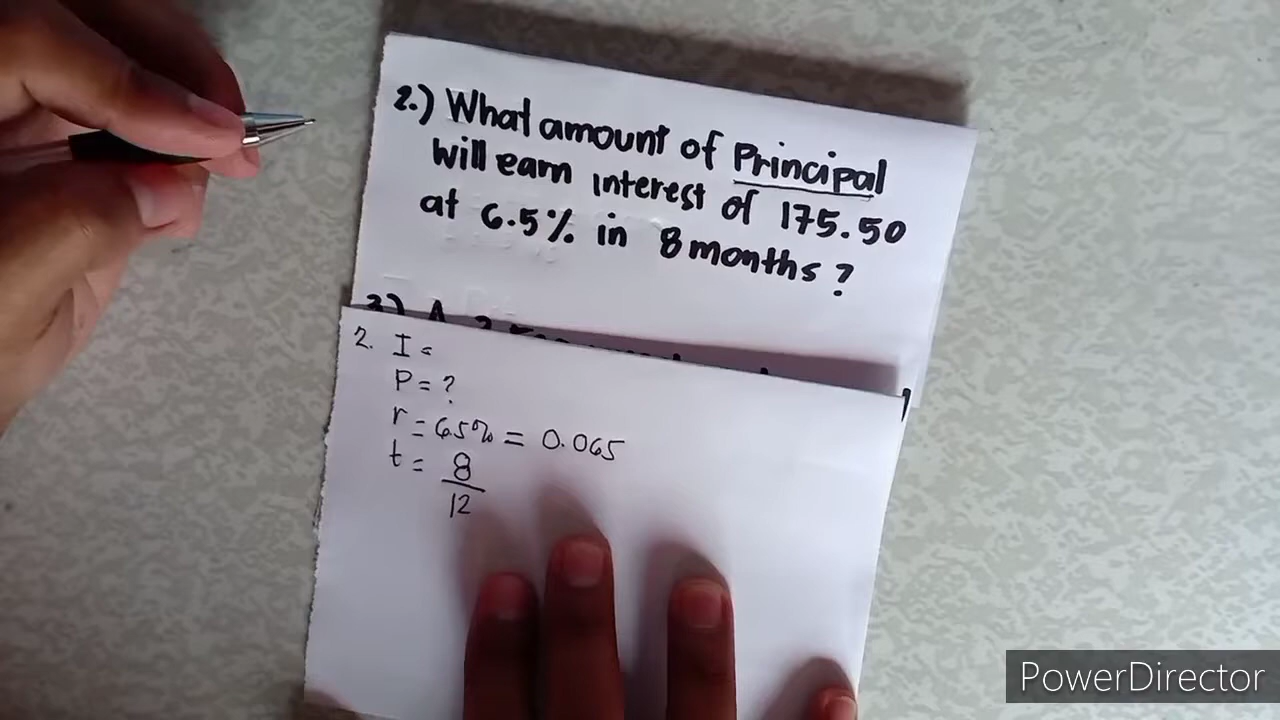 2.) What amount of Principal
will earn interest of 175.50
at 6.5% in 8 months?
3) A
2. I =
P = ?
r = 6.5% = 0.065
t = 8
12
PowerDirector